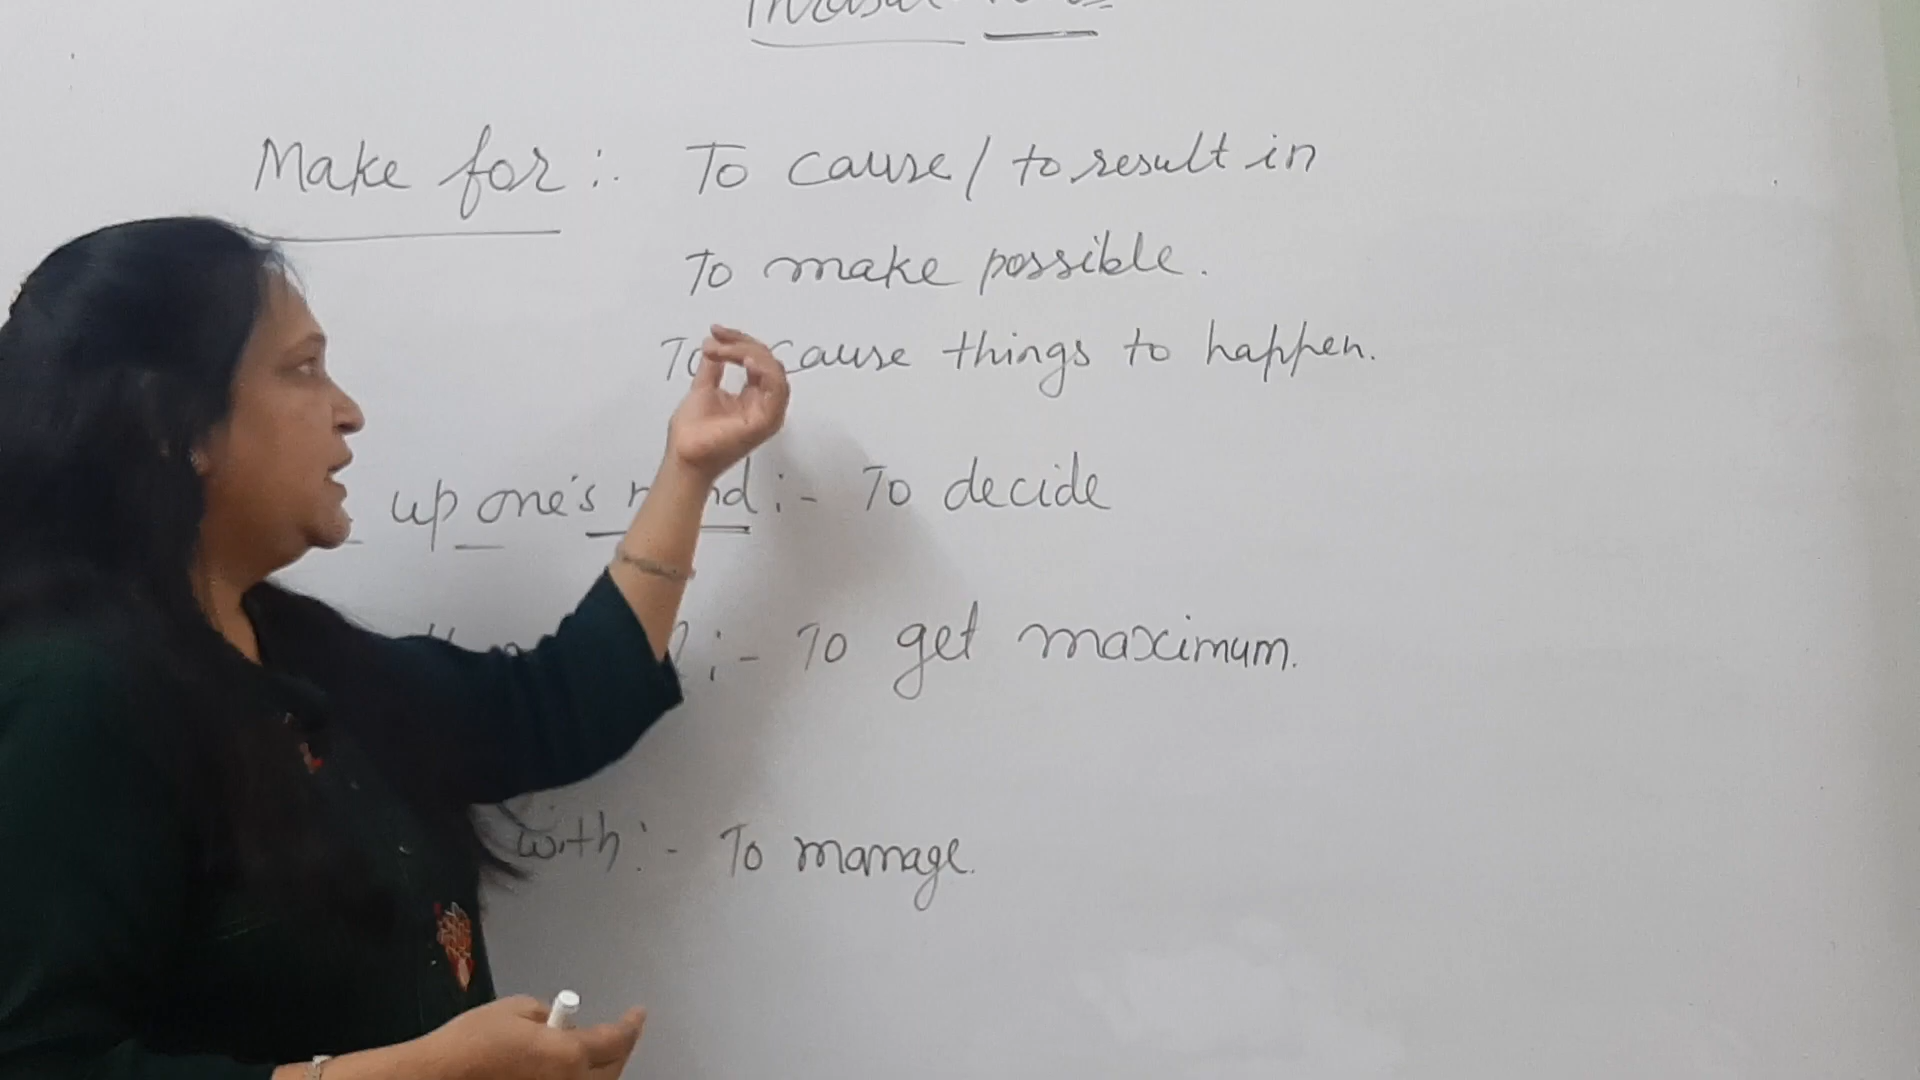 Make for :- To cause / to result in
To make possible.
To cause things to happen.
up one's :- To decide
:- To get maximum.
with :- To manage.